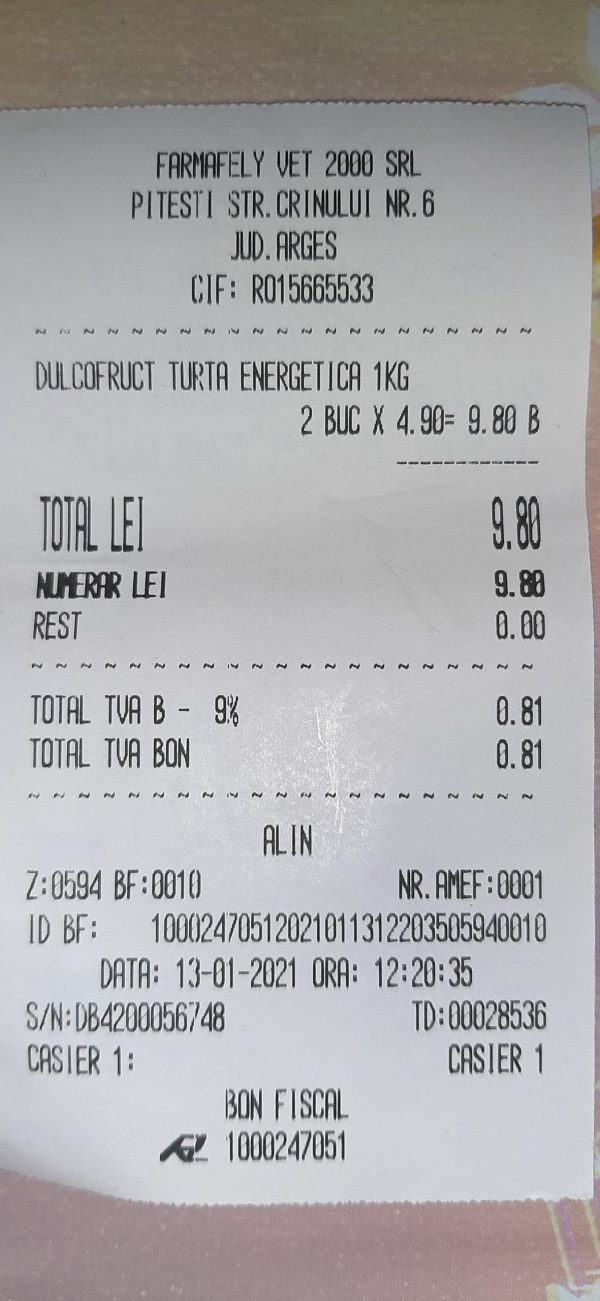 FARMAFELY VET 2000 SRL
PITESTI STR.CRINULUI NR.6
JUD.ARGES
CIF: RO15665533
~ ~ ~ ~ ~ ~ ~ ~ ~ ~ ~ ~ ~ ~ ~ ~ ~ ~ ~ ~ ~
DULCOFRUCT TURTA ENERGETICA 1KG
2 BUC X 4.90= 9.80 B
------------
TOTAL LEI 9.80
NUMERAR LEI 9.80
REST 0.00
~ ~ ~ ~ ~ ~ ~ ~ ~ ~ ~ ~ ~ ~ ~ ~ ~ ~ ~ ~ ~
TOTAL TVA B - 9% 0.81
TOTAL TVA BON 0.81
~ ~ ~ ~ ~ ~ ~ ~ ~ ~ ~ ~ ~ ~ ~ ~ ~ ~ ~ ~ ~
ALIN
Z:0594 BF:0010 NR.AMEF:0001
ID BF: 10002470512021011312203505940010
DATA: 13-01-2021 ORA: 12:20:35
S/N:DB4200056748 TD:00028536
CASIER 1: CASIER 1
BON FISCAL
1000247051